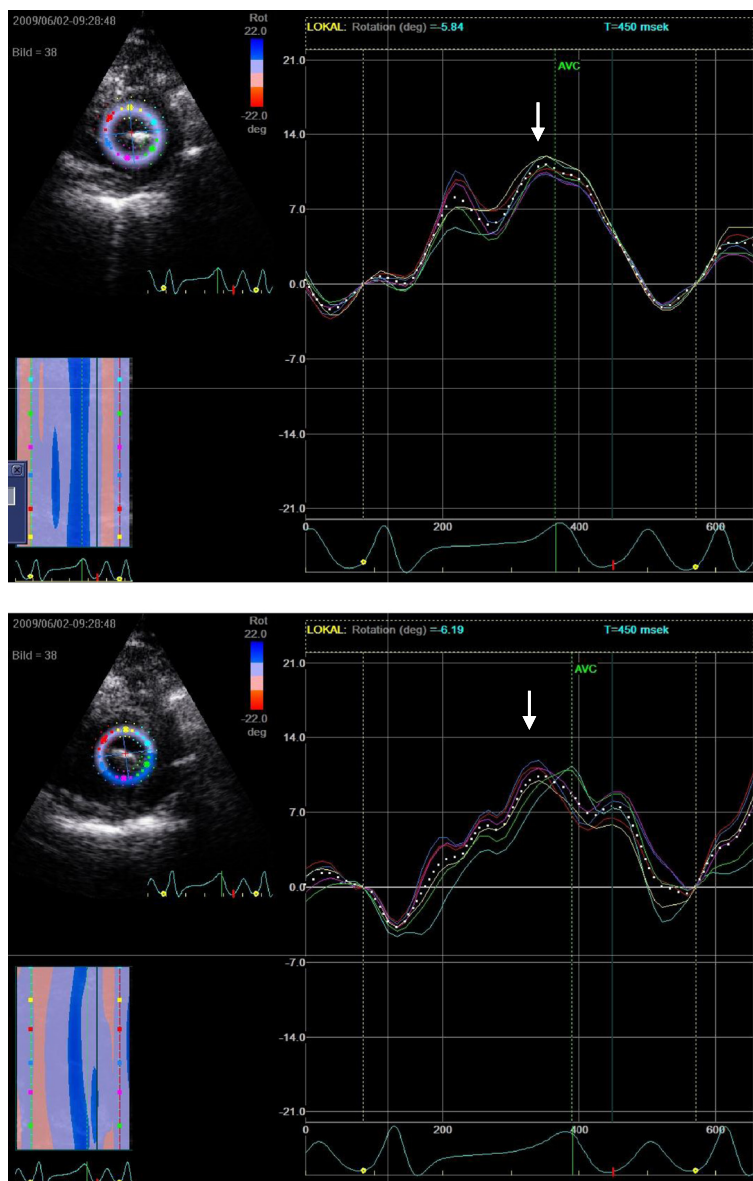 2009/06/02-09:28:48
Rot
22.0
Bild = 38
-22.0
deg
LOKAL: Rotation (deg) =-5.84 T=450 msek
21.0
AVC
14.0
7.0
0.0
-7.0
-14.0
-21.0
0 200 400 600
2009/06/02-09:28:48
Rot
22.0
Bild = 38
-22.0
deg
LOKAL: Rotation (deg) =-6.19 T=450 msek
21.0
AVC
14.0
7.0
0.0
-7.0
-14.0
-21.0
0 200 400 600